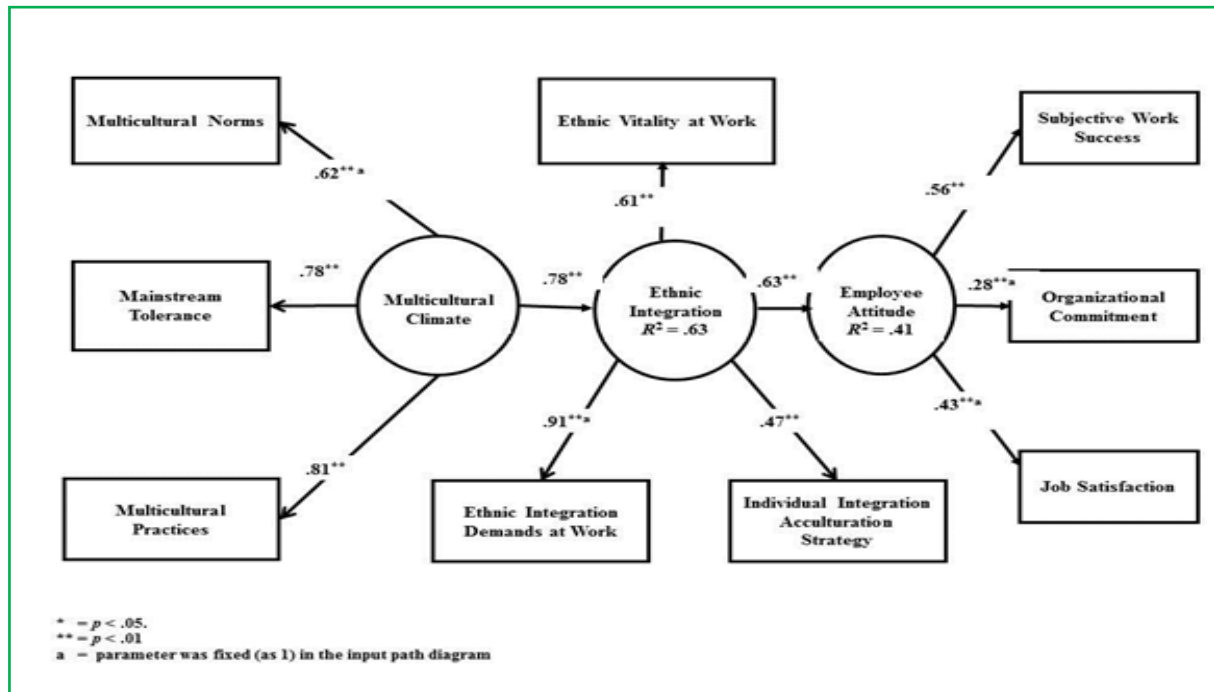 Multicultural Norms
Ethnic Vitality at Work
Subjective Work
Success
.62** a
.61**
.56**
Mainstream
Tolerance
.78**
Multicultural
Climate
.78**
Ethnic
Integration
R² = .63
.63**
Employee
Attitude
R² = .41
.28**a
Organizational
Commitment
.81**
.91**a
.47**
.43**a
Multicultural
Practices
Ethnic Integration
Demands at Work
Individual Integration
Acculturation
Strategy
Job Satisfaction
* = p < .05.
** = p < .01
a = parameter was fixed (as 1) in the input path diagram